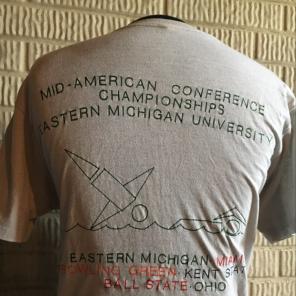 MID-AMERICAN CONFERENCE
CHAMPIONSHIPS
EASTERN MICHIGAN UNIVERSITY
EASTERN MICHIGAN·MIAMI
BOWLING GREEN·KENT STATE
BALL STATE·OHIO